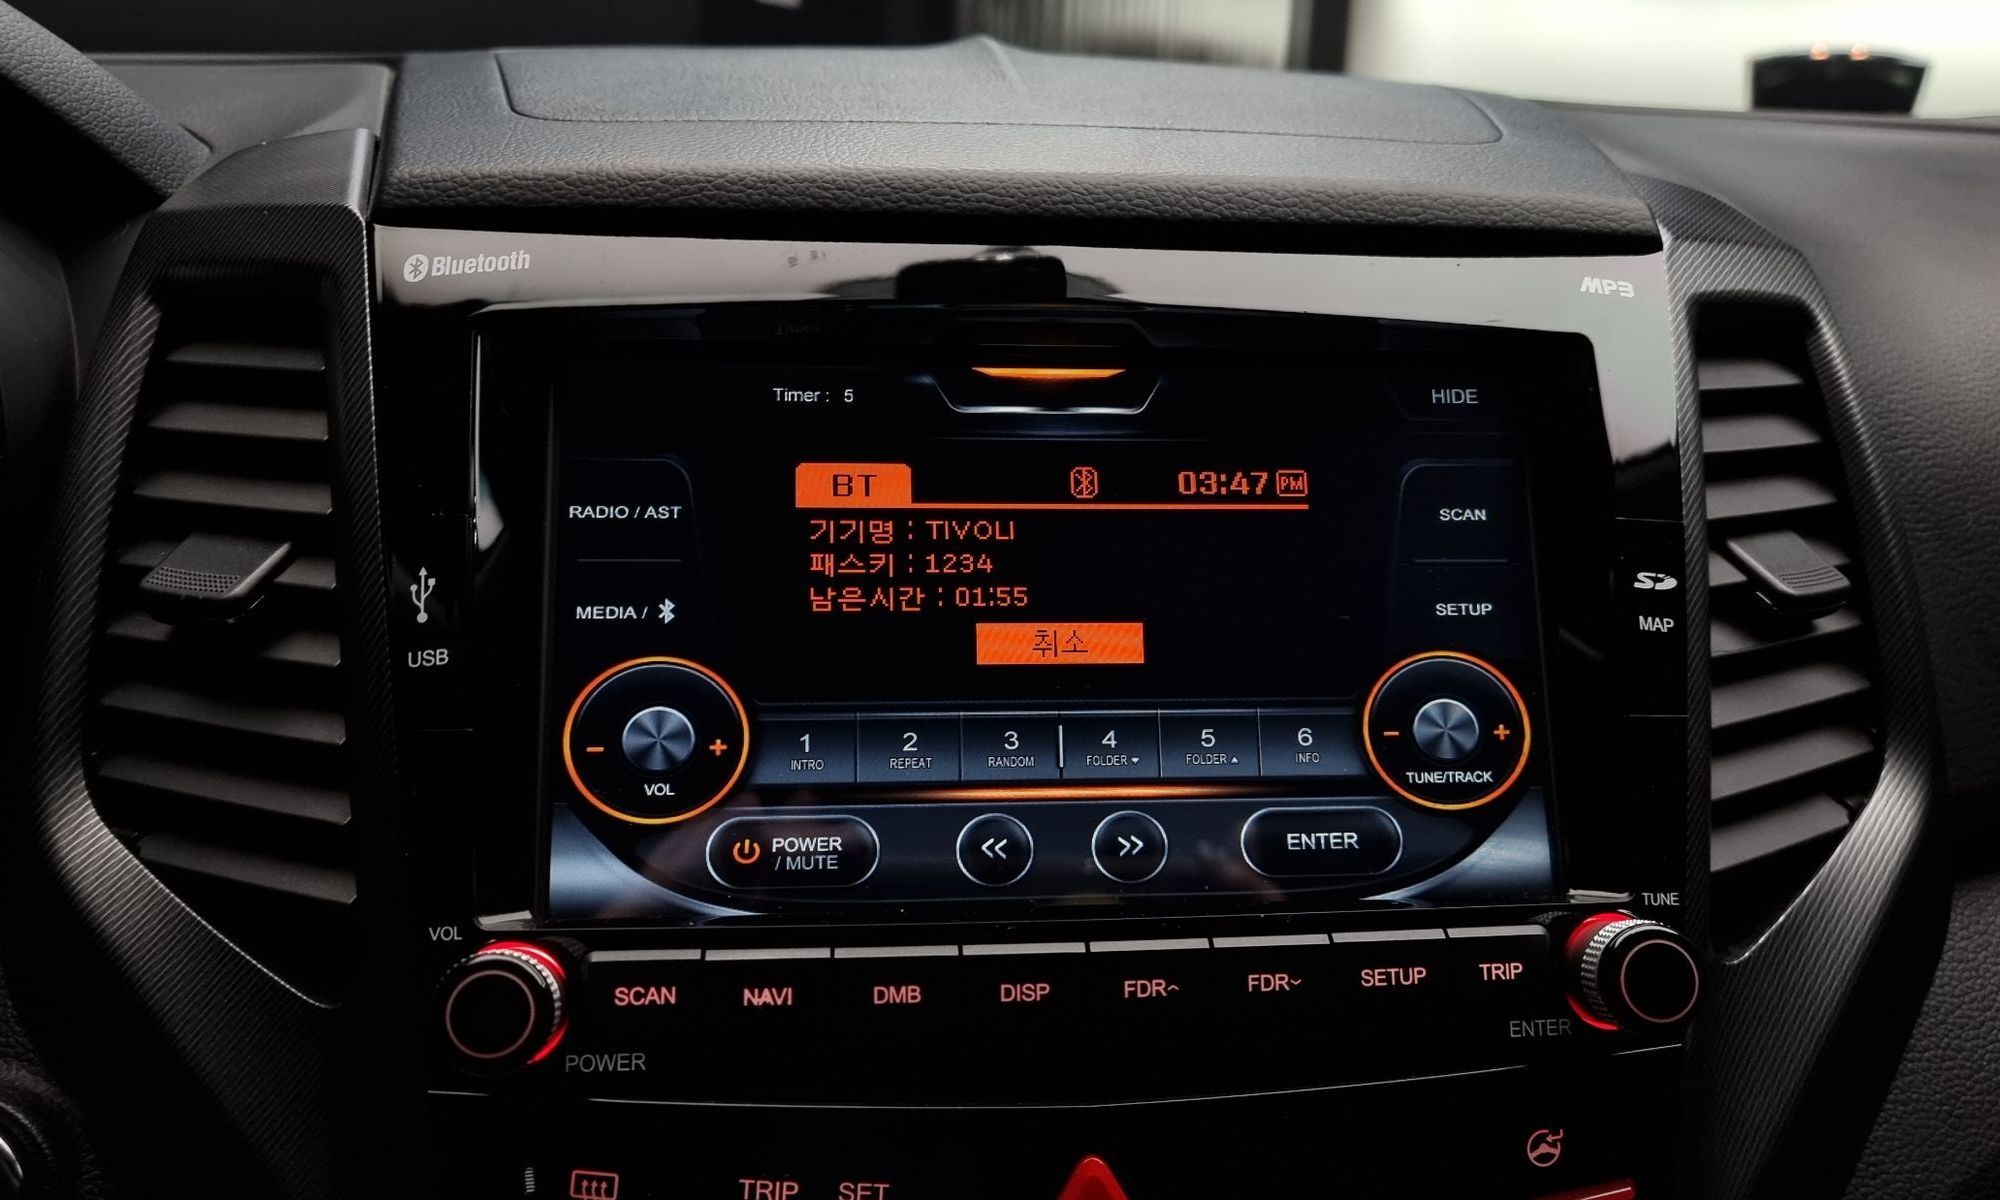 Bluetooth
MP3
Timer : 5
HIDE
BT
03:47 PM
RADIO / AST
기기명 : TIVOLI
SCAN
패스키 : 1234
남은시간 : 01:55
MEDIA /
SETUP
취소
USB
SD
MAP
1 2 3 4 5 6
INTRO REPEAT RANDOM FOLDER ▼ FOLDER ▲ INFO
- + VOL
- + TUNE/TRACK
POWER
/ MUTE
<< >>
ENTER
VOL
TUNE
SCAN NAVI DMB DISP FDR^ FDR˅ SETUP TRIP
POWER
ENTER
TRIP SET